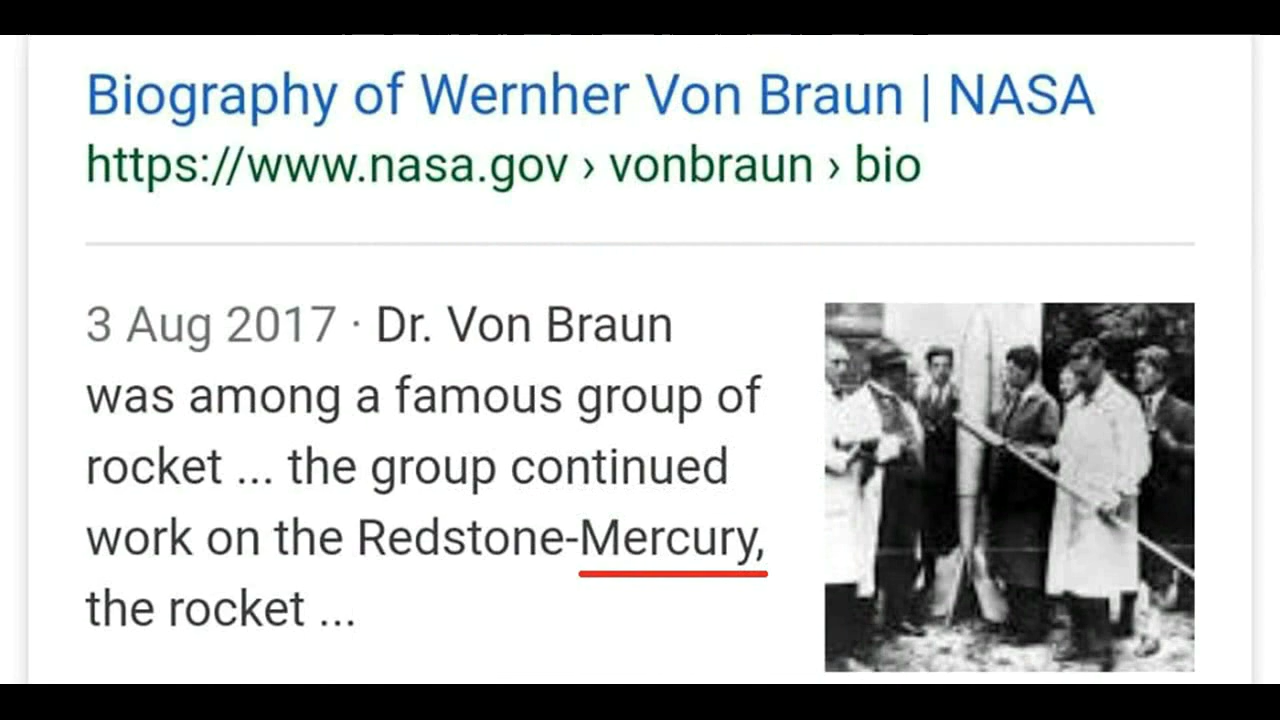 Biography of Wernher Von Braun | NASA
https://www.nasa.gov › vonbraun › bio
3 Aug 2017 · Dr. Von Braun
was among a famous group of
rocket ... the group continued
work on the Redstone-Mercury,
the rocket ...